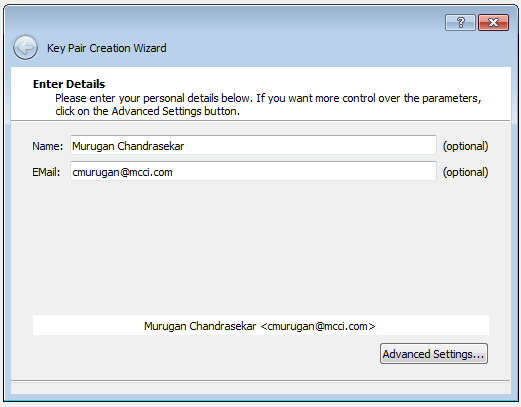 ?
Key Pair Creation Wizard
Enter Details
Please enter your personal details below. If you want more control over the parameters,
click on the Advanced Settings button.
Name: Murugan Chandrasekar (optional)
EMail: cmurugan@mcci.com (optional)
Murugan Chandrasekar <cmurugan@mcci.com>
Advanced Settings...